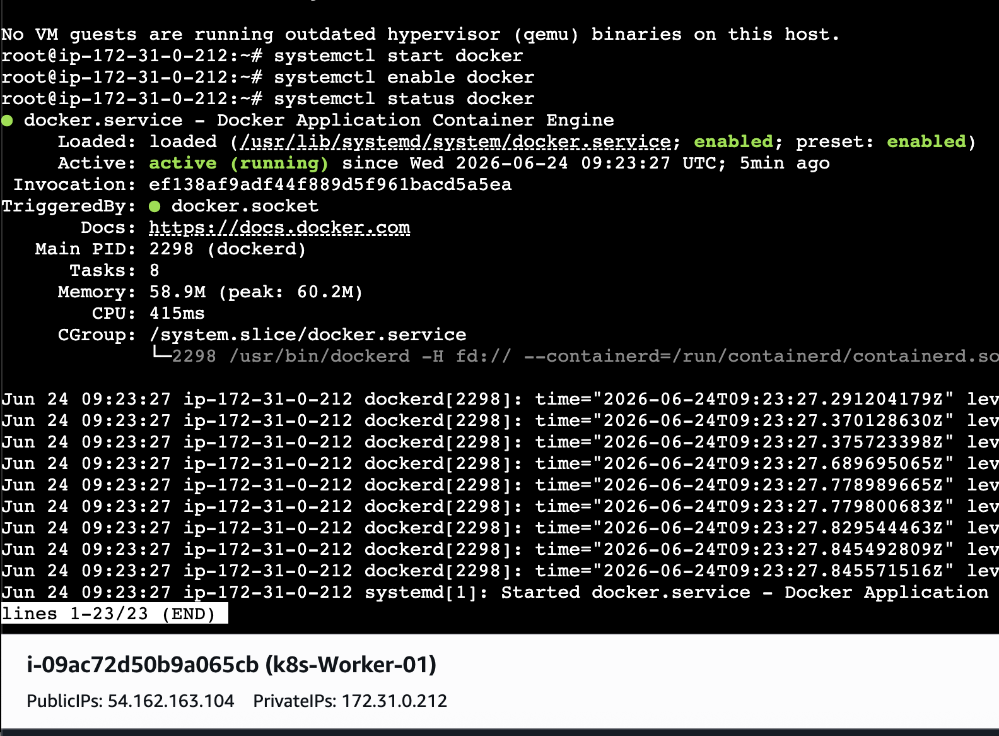 No VM guests are running outdated hypervisor (qemu) binaries on this host.
root@ip-172-31-0-212:~# systemctl start docker
root@ip-172-31-0-212:~# systemctl enable docker
root@ip-172-31-0-212:~# systemctl status docker
● docker.service - Docker Application Container Engine
     Loaded: loaded (/usr/lib/systemd/system/docker.service; enabled; preset: enabled)
     Active: active (running) since Wed 2026-06-24 09:23:27 UTC; 5min ago
 Invocation: ef138af9adf44f889d5f961bacd5a5ea
TriggeredBy: ● docker.socket
       Docs: https://docs.docker.com
   Main PID: 2298 (dockerd)
      Tasks: 8
     Memory: 58.9M (peak: 60.2M)
        CPU: 415ms
     CGroup: /system.slice/docker.service
             └─2298 /usr/bin/dockerd -H fd:// --containerd=/run/containerd/containerd.so
Jun 24 09:23:27 ip-172-31-0-212 dockerd[2298]: time="2026-06-24T09:23:27.291204179Z" lev
Jun 24 09:23:27 ip-172-31-0-212 dockerd[2298]: time="2026-06-24T09:23:27.370128630Z" lev
Jun 24 09:23:27 ip-172-31-0-212 dockerd[2298]: time="2026-06-24T09:23:27.375723398Z" lev
Jun 24 09:23:27 ip-172-31-0-212 dockerd[2298]: time="2026-06-24T09:23:27.689695065Z" lev
Jun 24 09:23:27 ip-172-31-0-212 dockerd[2298]: time="2026-06-24T09:23:27.778989665Z" lev
Jun 24 09:23:27 ip-172-31-0-212 dockerd[2298]: time="2026-06-24T09:23:27.779800683Z" lev
Jun 24 09:23:27 ip-172-31-0-212 dockerd[2298]: time="2026-06-24T09:23:27.829544463Z" lev
Jun 24 09:23:27 ip-172-31-0-212 dockerd[2298]: time="2026-06-24T09:23:27.845492809Z" lev
Jun 24 09:23:27 ip-172-31-0-212 dockerd[2298]: time="2026-06-24T09:23:27.845571516Z" lev
Jun 24 09:23:27 ip-172-31-0-212 systemd[1]: Started docker.service - Docker Application
lines 1-23/23 (END)
i-09ac72d50b9a065cb (k8s-Worker-01)
PublicIPs: 54.162.163.104 PrivateIPs: 172.31.0.212